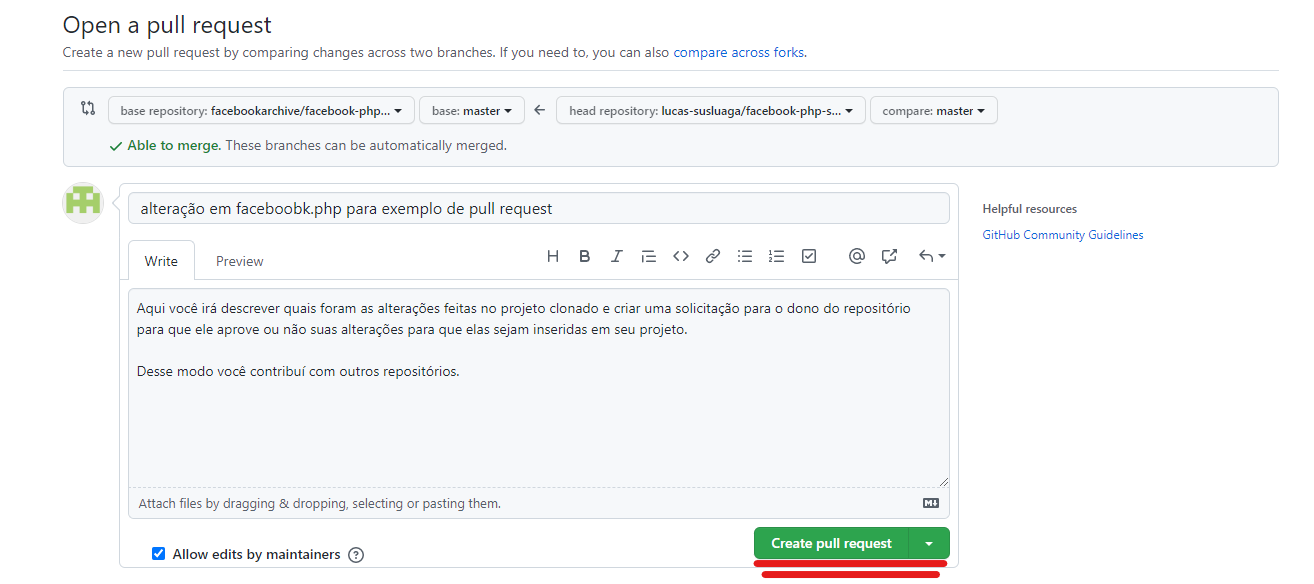 Open a pull request
Create a new pull request by comparing changes across two branches. If you need to, you can also compare across forks.
base repository: facebookarchive/facebook-php... base: master head repository: lucas-susluaga/facebook-php-s... compare: master
Able to merge. These branches can be automatically merged.
alteração em faceboobk.php para exemplo de pull request
Helpful resources
GitHub Community Guidelines
Write Preview
Aqui você irá descrever quais foram as alterações feitas no projeto clonado e criar uma solicitação para o dono do repositório
para que ele aprove ou não suas alterações para que elas sejam inseridas em seu projeto.
Desse modo você contribuí com outros repositórios.
Attach files by dragging & dropping, selecting or pasting them.
Allow edits by maintainers
Create pull request